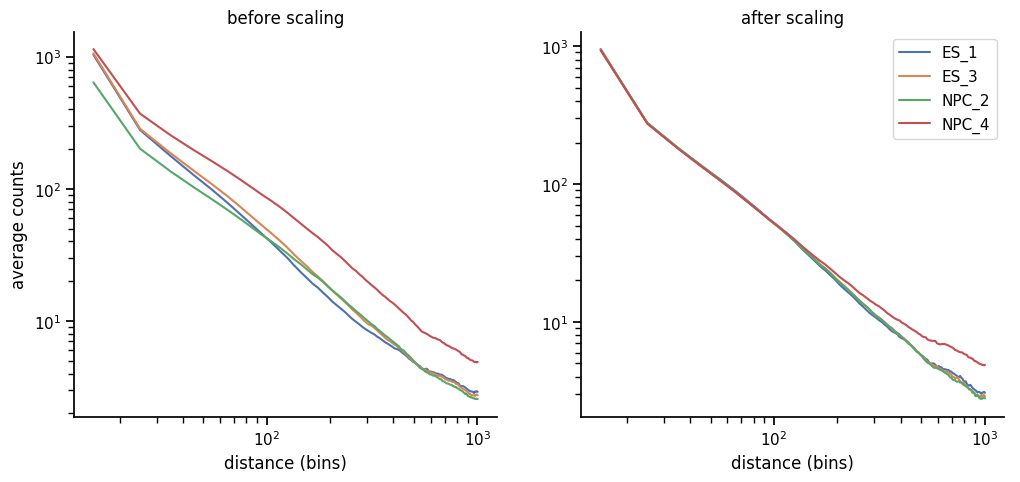 before scaling
average counts
10³
10²
10¹
10²
10³
distance (bins)
after scaling
10³
10²
10¹
10²
10³
distance (bins)
ES_1
ES_3
NPC_2
NPC_4